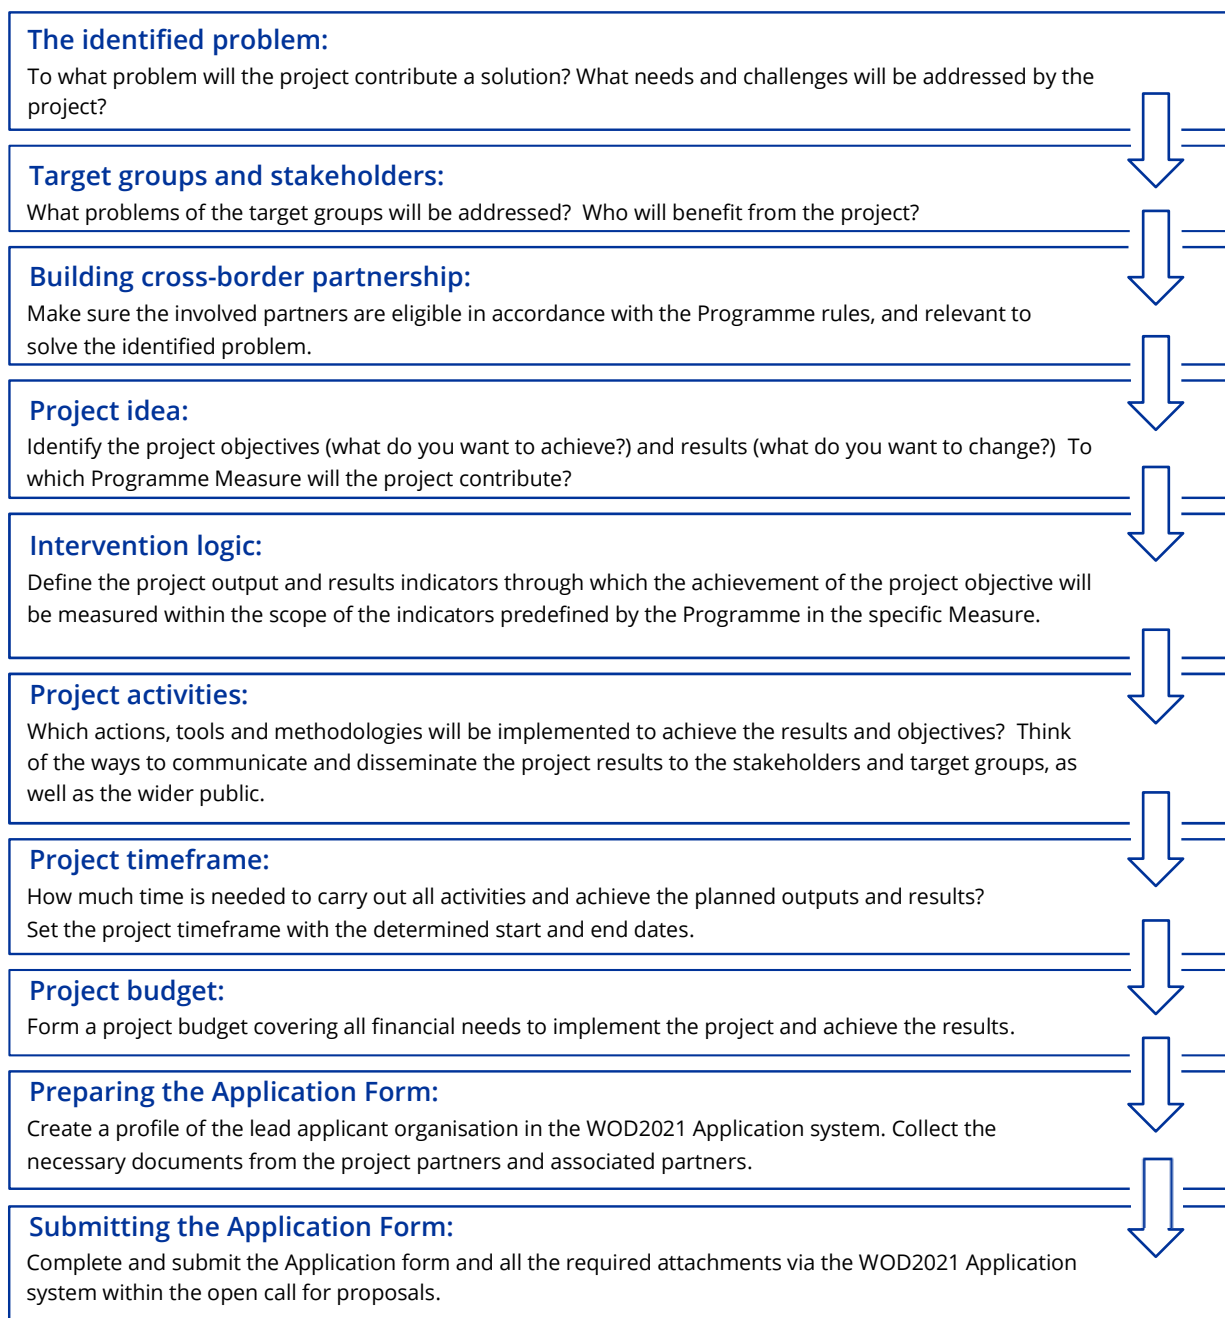 The identified problem:
To what problem will the project contribute a solution? What needs and challenges will be addressed by the
project?
Target groups and stakeholders:
What problems of the target groups will be addressed?  Who will benefit from the project?
Building cross-border partnership:
Make sure the involved partners are eligible in accordance with the Programme rules, and relevant to
solve the identified problem.
Project idea:
Identify the project objectives (what do you want to achieve?) and results (what do you want to change?)  To
which Programme Measure will the project contribute?
Intervention logic:
Define the project output and results indicators through which the achievement of the project objective will
be measured within the scope of the indicators predefined by the Programme in the specific Measure.
Project activities:
Which actions, tools and methodologies will be implemented to achieve the results and objectives?  Think
of the ways to communicate and disseminate the project results to the stakeholders and target groups, as
well as the wider public.
Project timeframe:
How much time is needed to carry out all activities and achieve the planned outputs and results?
Set the project timeframe with the determined start and end dates.
Project budget:
Form a project budget covering all financial needs to implement the project and achieve the results.
Preparing the Application Form:
Create a profile of the lead applicant organisation in the WOD2021 Application system. Collect the
necessary documents from the project partners and associated partners.
Submitting the Application Form:
Complete and submit the Application form and all the required attachments via the WOD2021 Application
system within the open call for proposals.